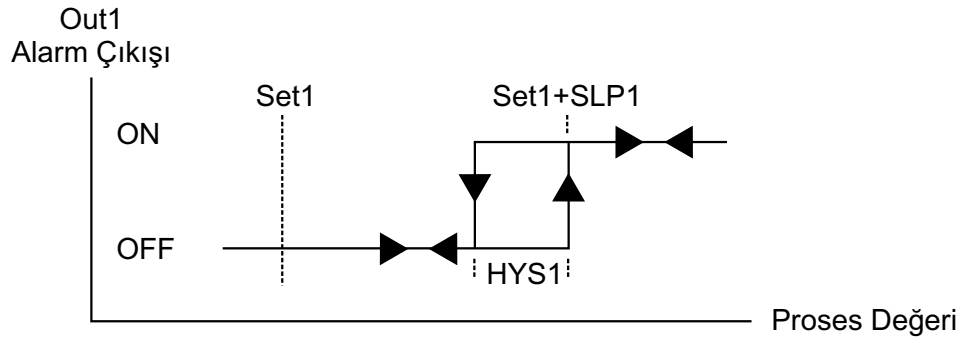 Out1
Alarm Çıkışı
Set1
Set1+SLP1
ON
OFF
HYS1
Proses Değeri